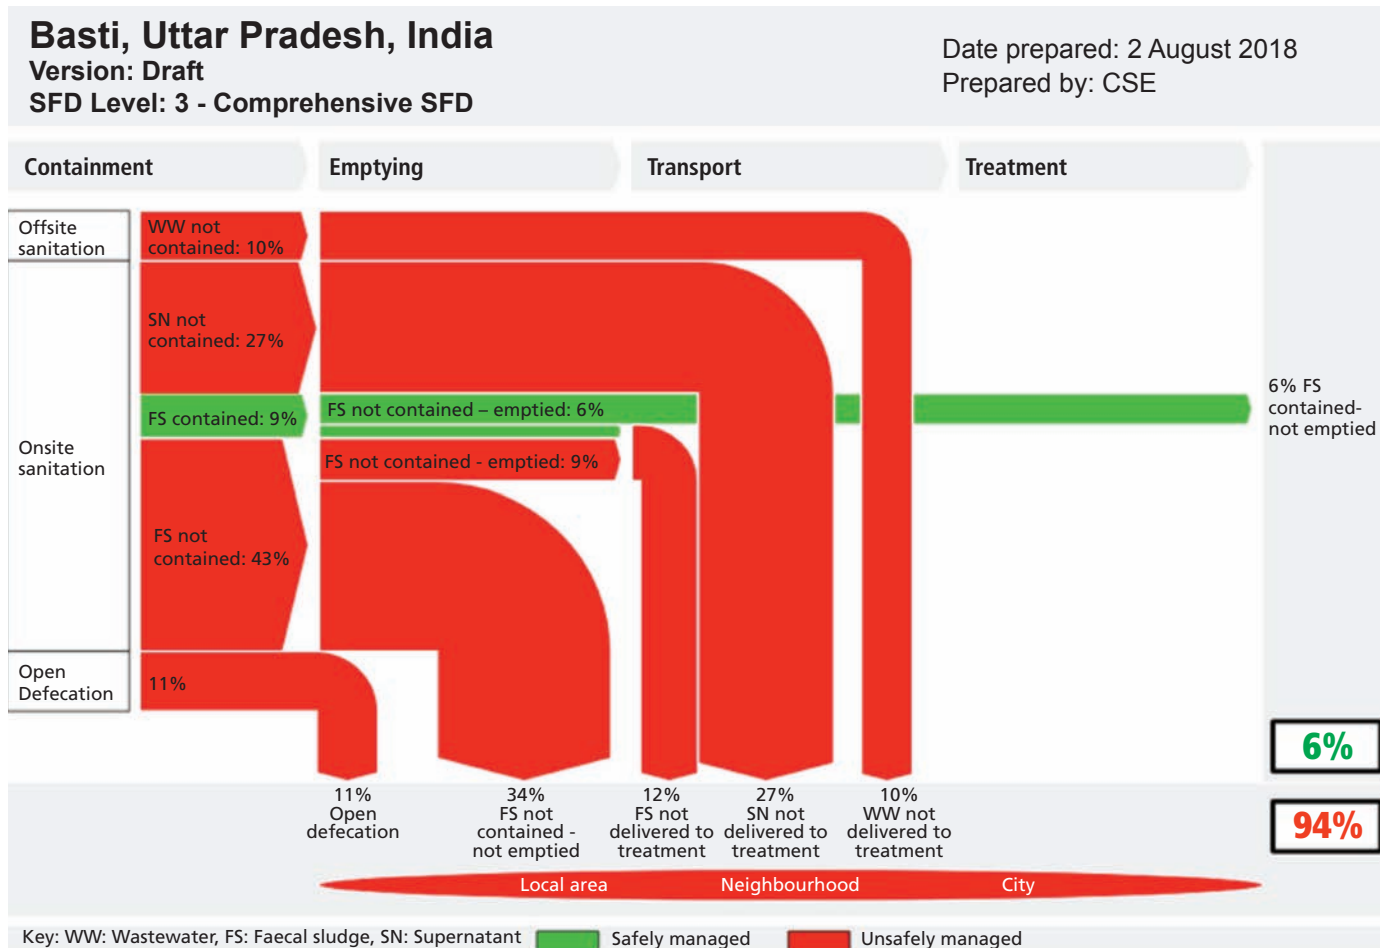 Basti, Uttar Pradesh, India
Version: Draft
SFD Level: 3 - Comprehensive SFD
Date prepared: 2 August 2018
Prepared by: CSE
Containment
Emptying
Transport
Treatment
Offsite
sanitation
WW not
contained: 10%
SN not
contained: 27%
FS contained: 9%
FS not contained – emptied: 6%
6% FS
contained-
not emptied
Onsite
sanitation
FS not contained - emptied: 9%
FS not
contained: 43%
Open
Defecation
11%
6%
94%
11%
Open
defecation
34%
FS not
contained -
not emptied
12%
FS not
delivered to
treatment
27%
SN not
delivered to
treatment
10%
WW not
delivered to
treatment
Local area
Neighbourhood
City
Key: WW: Wastewater, FS: Faecal sludge, SN: Supernatant
Safely managed
Unsafely managed